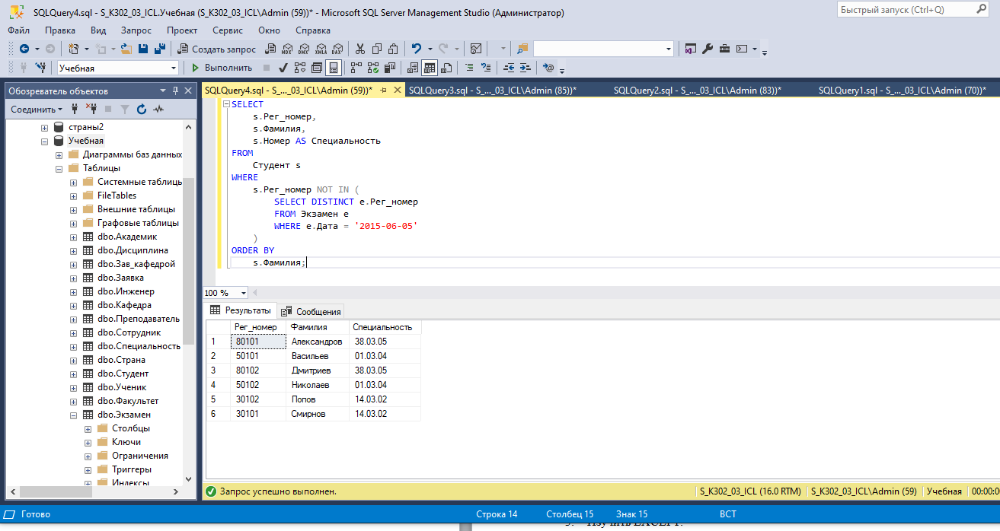 SQLQuery4.sql - S_K302_03_ICL.Учебная (S_K302_03_ICL\Admin (59))* - Microsoft SQL Server Management Studio (Администратор)
Быстрый запуск (Ctrl+Q)
Файл Правка Вид Запрос Проект Сервис Окно Справка
Создать запрос MDX DMX XMLA DAX
Учебная Выполнить
Обозреватель объектов
Соединить
страны2
Учебная
Диаграммы баз данных
Таблицы
Системные таблицы
FileTables
Внешние таблицы
Графовые таблицы
dbo.Академик
dbo.Дисциплина
dbo.Зав_кафедрой
dbo.Заявка
dbo.Инженер
dbo.Кафедра
dbo.Преподаватель
dbo.Сотрудник
dbo.Специальность
dbo.Страна
dbo.Студент
dbo.Ученик
dbo.Факультет
dbo.Экзамен
Столбцы
Ключи
Ограничения
Триггеры
Индексы
SQLQuery4.sql - S_..._03_ICL\Admin (59))* SQLQuery3.sql - S_..._03_ICL\Admin (85))* SQLQuery2.sql - S_..._03_ICL\Admin (83))* SQLQuery1.sql - S_..._03_ICL\Admin (70))*
SELECT
s.Рег_номер,
s.Фамилия,
s.Номер AS Специальность
FROM
Студент s
WHERE
s.Рег_номер NOT IN (
SELECT DISTINCT e.Рег_номер
FROM Экзамен e
WHERE e.Дата = '2015-06-05'
)
ORDER BY
s.Фамилия;
100 %
Результаты Сообщения
Рег_номер Фамилия Специальность
1 80101 Александров 38.03.05
2 50101 Васильев 01.03.04
3 80102 Дмитриев 38.03.05
4 50102 Николаев 01.03.04
5 30102 Попов 14.03.02
6 30101 Смирнов 14.03.02
Запрос успешно выполнен. S_K302_03_ICL (16.0 RTM) S_K302_03_ICL\Admin (59) Учебная 00:00:0
Готово Строка 14 Столбец 15 Знак 15 ВСТ